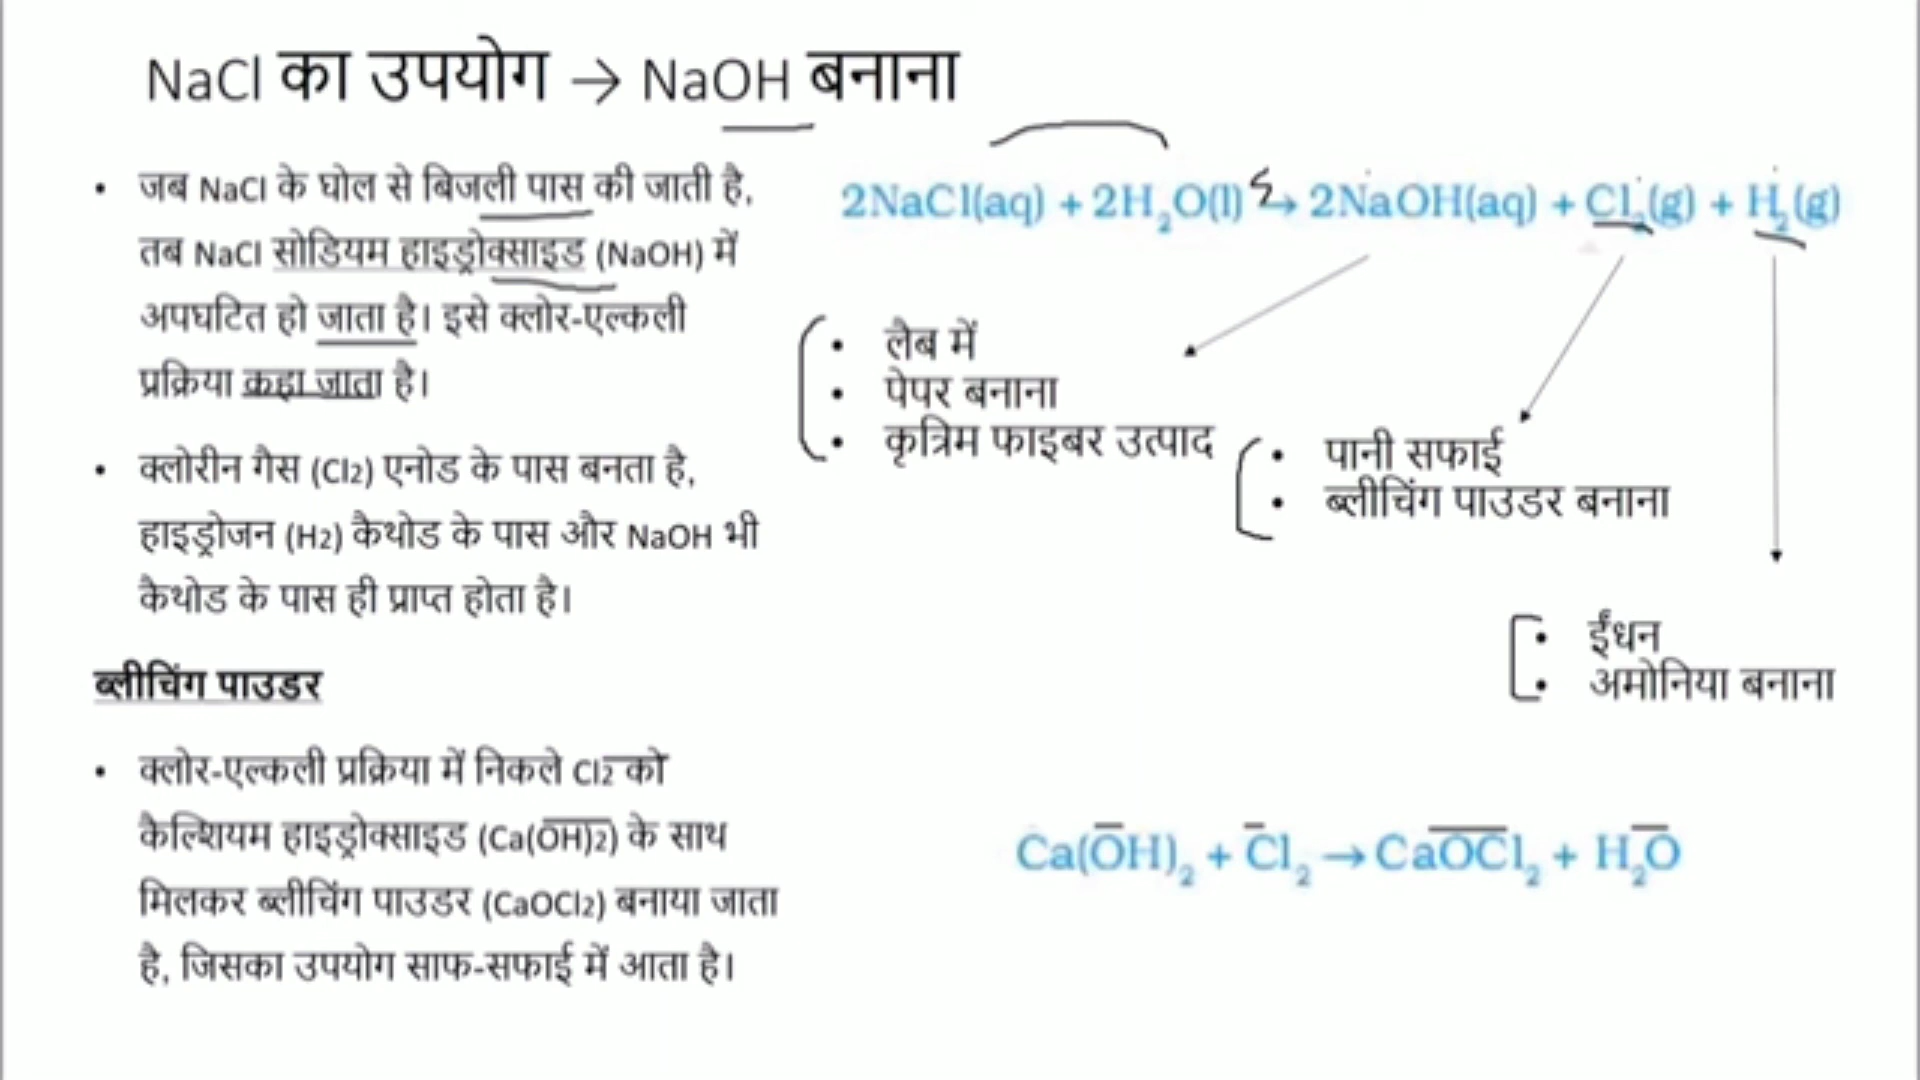 NaCl का उपयोग → NaOH बनाना
• जब NaCl के घोल से बिजली पास की जाती है,
तब NaCl सोडियम हाइड्रोक्साइड (NaOH) में
अपघटित हो जाता है। इसे क्लोर-एल्कली
प्रक्रिया कहा जाता है।
• क्लोरीन गैस (Cl2) एनोड के पास बनता है,
हाइड्रोजन (H2) कैथोड के पास और NaOH भी
कैथोड के पास ही प्राप्त होता है।
ब्लीचिंग पाउडर
• क्लोर-एल्कली प्रक्रिया में निकले Cl2 को
कैल्शियम हाइड्रोक्साइड (Ca(OH)2) के साथ
मिलकर ब्लीचिंग पाउडर (CaOCl2) बनाया जाता
है, जिसका उपयोग साफ-सफाई में आता है।
2NaCl(aq) + 2H₂O(l) → 2NaOH(aq) + Cl₂(g) + H₂(g)
• लैब में
• पेपर बनाना
• कृत्रिम फाइबर उत्पाद
• पानी सफाई
• ब्लीचिंग पाउडर बनाना
• ईंधन
• अमोनिया बनाना
Ca(OH)₂ + Cl₂ → CaOCl₂ + H₂O